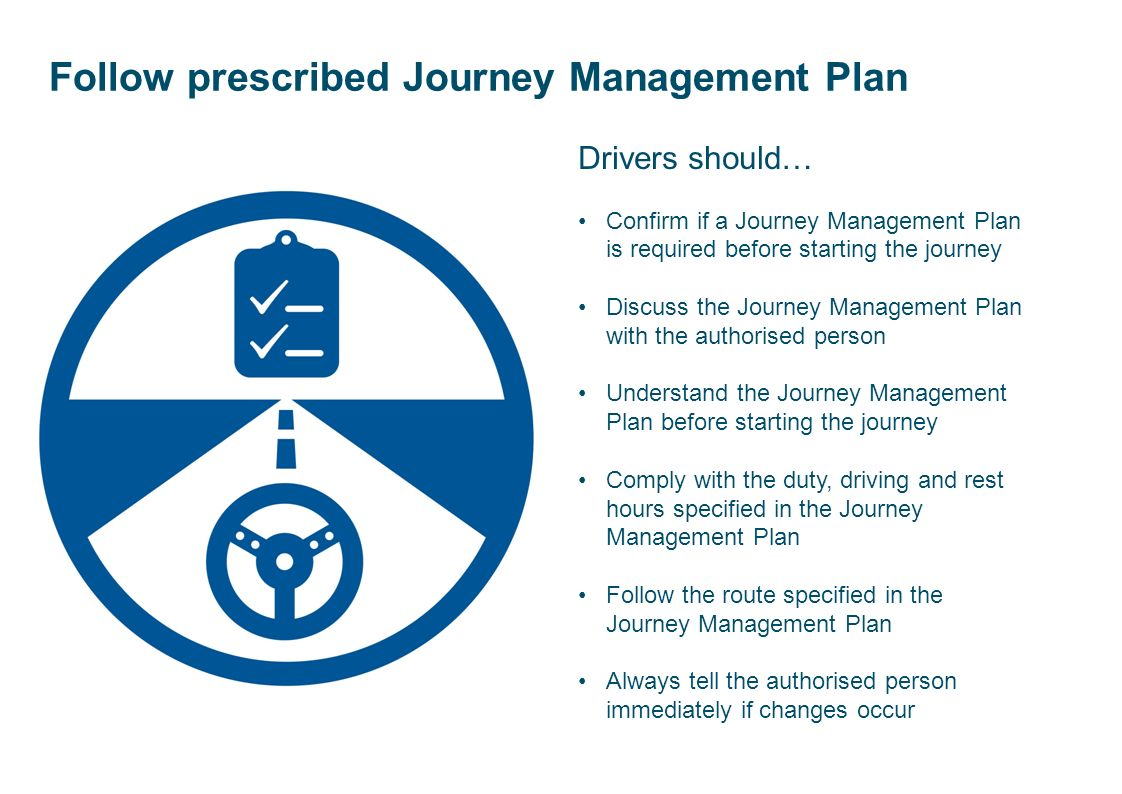 Follow prescribed Journey Management Plan
Drivers should…
• Confirm if a Journey Management Plan
is required before starting the journey
• Discuss the Journey Management Plan
with the authorised person
• Understand the Journey Management
Plan before starting the journey
• Comply with the duty, driving and rest
hours specified in the Journey
Management Plan
• Follow the route specified in the
Journey Management Plan
• Always tell the authorised person
immediately if changes occur